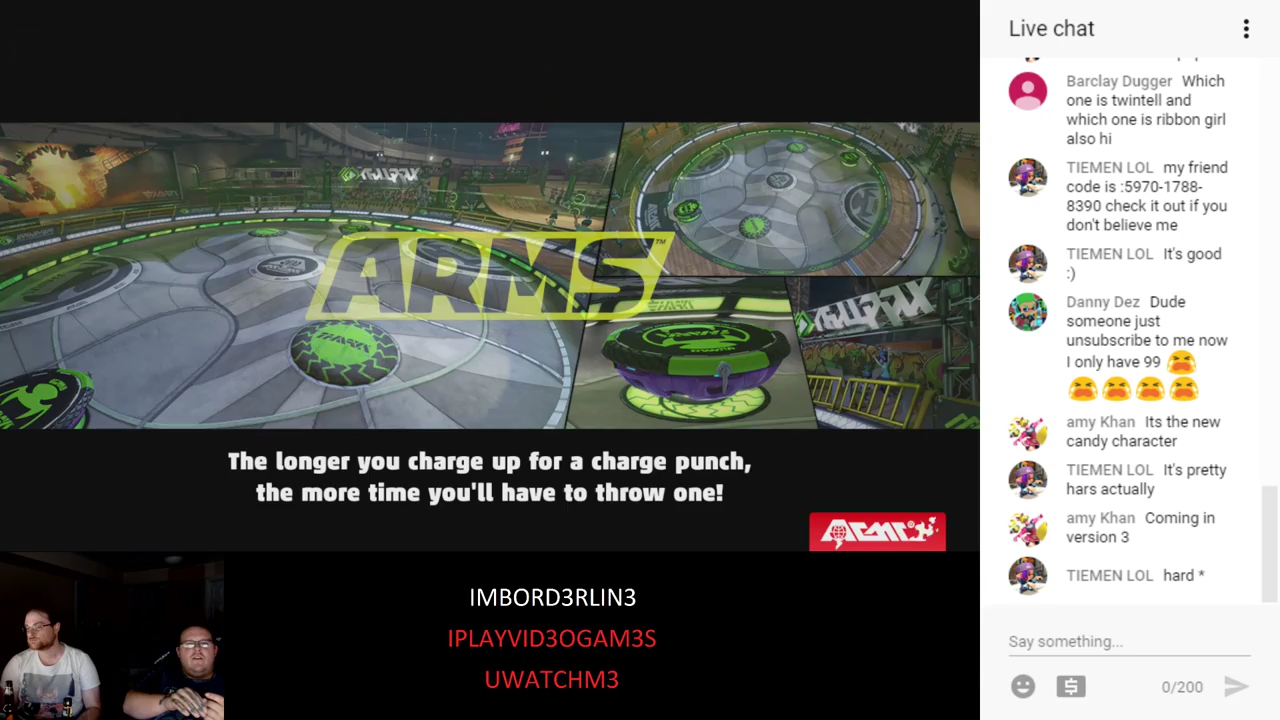 Live chat
Barclay Dugger Which
one is twintell and
which one is ribbon girl
also hi
TIEMEN LOL my friend
code is :5970-1788-
8390 check it out if you
don't believe me
TIEMEN LOL It's good
:)
Danny Dez Dude
someone just
unsubscribe to me now
I only have 99
amy Khan Its the new
candy character
TIEMEN LOL It's pretty
hars actually
amy Khan Coming in
version 3
TIEMEN LOL hard *
Say something...
0/200
ARMS™
The longer you charge up for a charge punch,
the more time you'll have to throw one!
IMBORD3RLIN3
IPLAYVID3OGAM3S
UWATCHM3